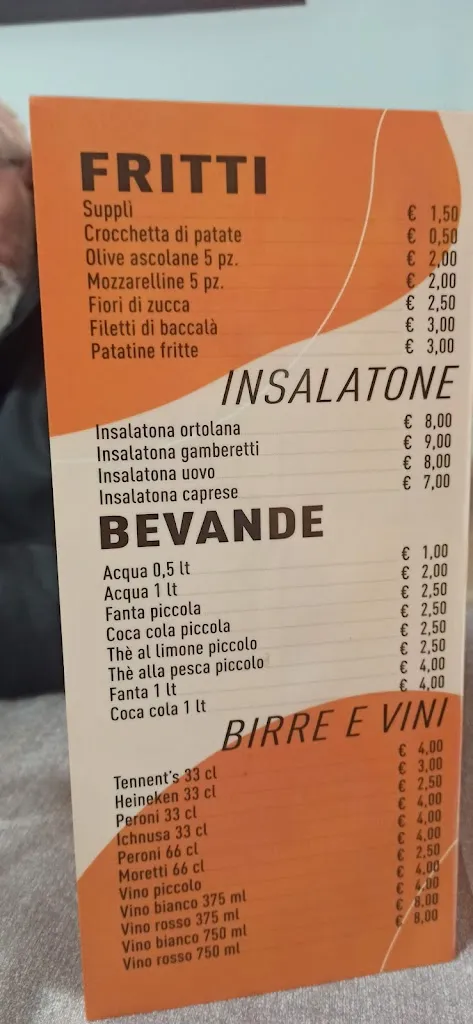 FRITTI
Supplì € 1,50
Crocchetta di patate € 0,50
Olive ascolane 5 pz. € 2,00
Mozzarelline 5 pz. € 2,00
Fiori di zucca € 2,50
Filetti di baccalà € 3,00
Patatine fritte € 3,00
INSALATONE
Insalatona ortolana € 8,00
Insalatona gamberetti € 9,00
Insalatona uovo € 8,00
Insalatona caprese € 7,00
BEVANDE
Acqua 0,5 lt € 1,00
Acqua 1 lt € 2,00
Fanta piccola € 2,50
Coca cola piccola € 2,50
Thè al limone piccolo € 2,50
Thè alla pesca piccolo € 2,50
Fanta 1 lt € 4,00
Coca cola 1 lt € 4,00
BIRRE E VINI
Tennent's 33 cl € 4,00
Heineken 33 cl € 3,00
Peroni 33 cl € 2,50
Ichnusa 33 cl € 4,00
Peroni 66 cl € 4,00
Moretti 66 cl € 4,00
Vino piccolo € 2,50
Vino bianco 375 ml € 4,00
Vino rosso 375 ml € 4,00
Vino bianco 750 ml € 8,00
Vino rosso 750 ml € 8,00